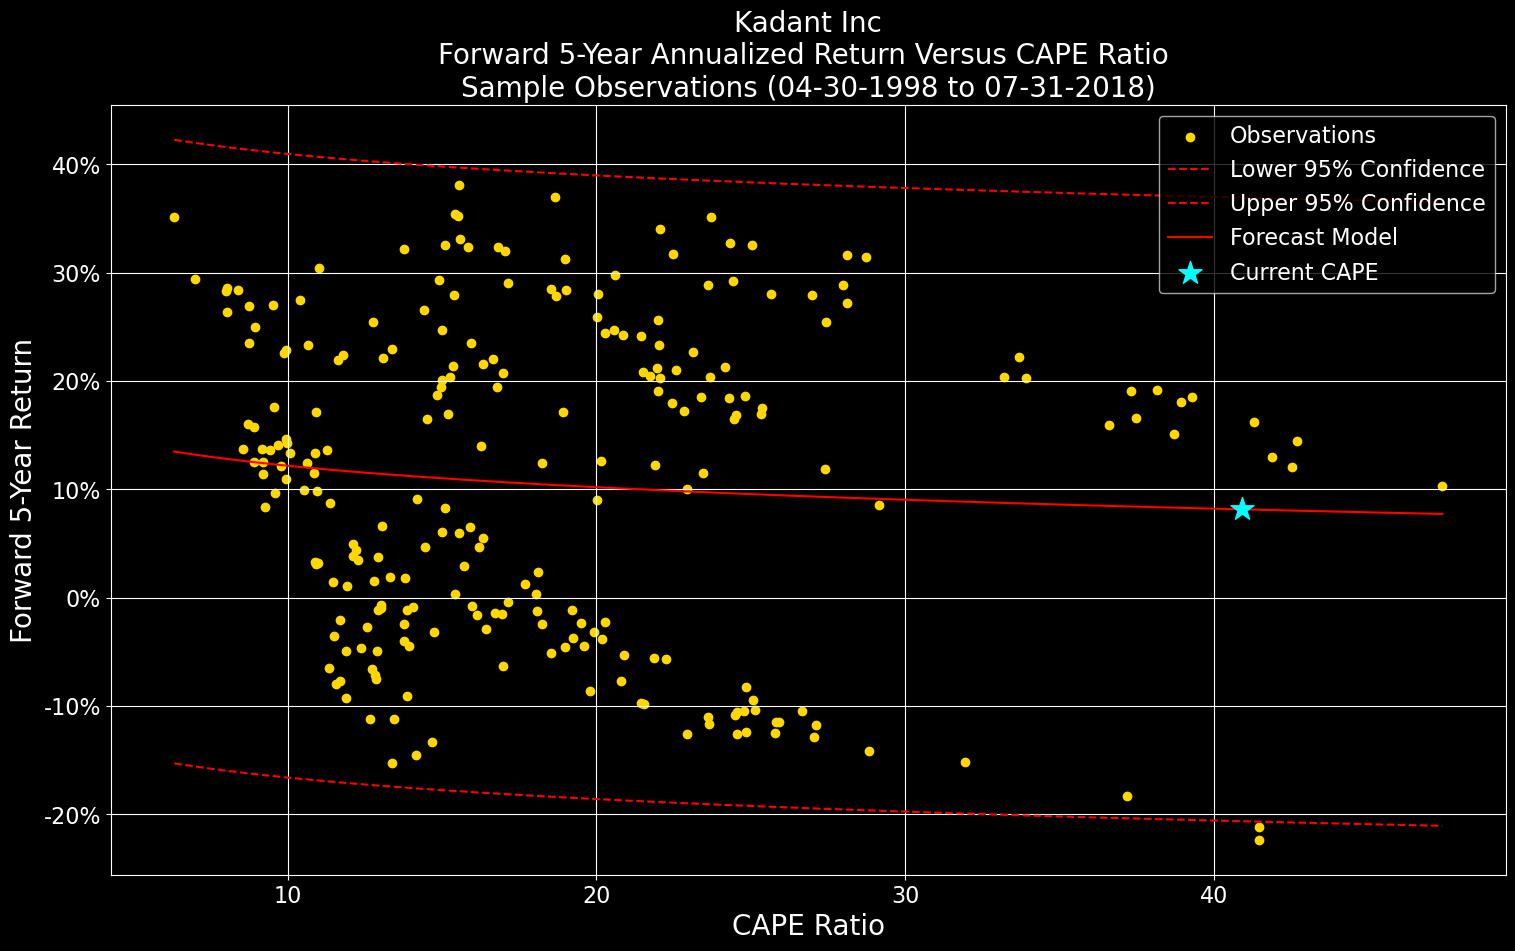 Kadant Inc
Forward 5-Year Annualized Return Versus CAPE Ratio
Sample Observations (04-30-1998 to 07-31-2018)
Observations
Lower 95% Confidence
Upper 95% Confidence
Forecast Model
Current CAPE
Forward 5-Year Return
40%
30%
20%
10%
0%
-10%
-20%
10 20 30 40
CAPE Ratio